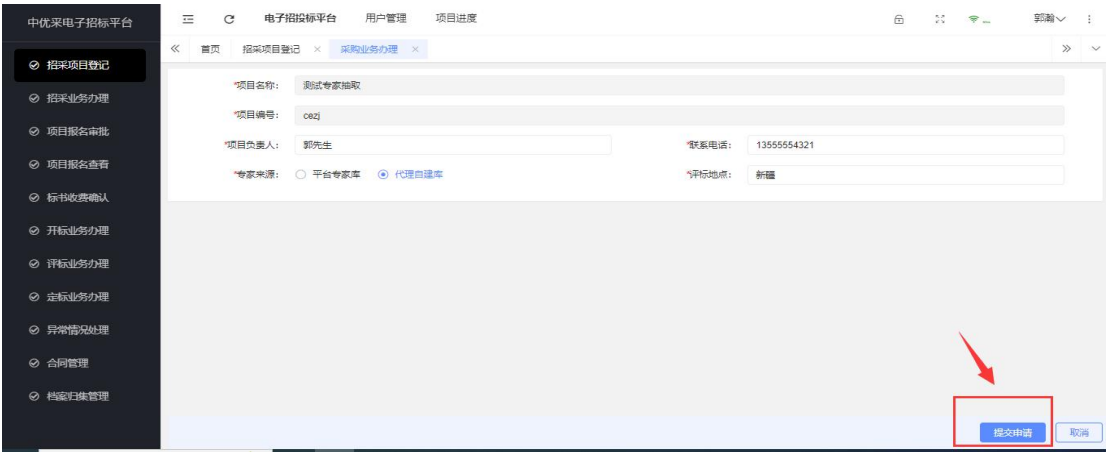 中优采电子招标平台
电子招投标平台 用户管理 项目进度 郭瀚
首页 招采项目登记 采购业务办理
招采项目登记
招采业务办理
项目报名审批
项目报名查看
标书收费确认
开标业务办理
评标业务办理
定标业务办理
异常情况处理
合同管理
档案归集管理
*项目名称: 测试专家抽取
*项目编号: cezj
*项目负责人: 郭先生 *联系电话: 13555554321
*专家来源: 平台专家库 代理自建库 *评标地点: 新疆
提交申请 取消